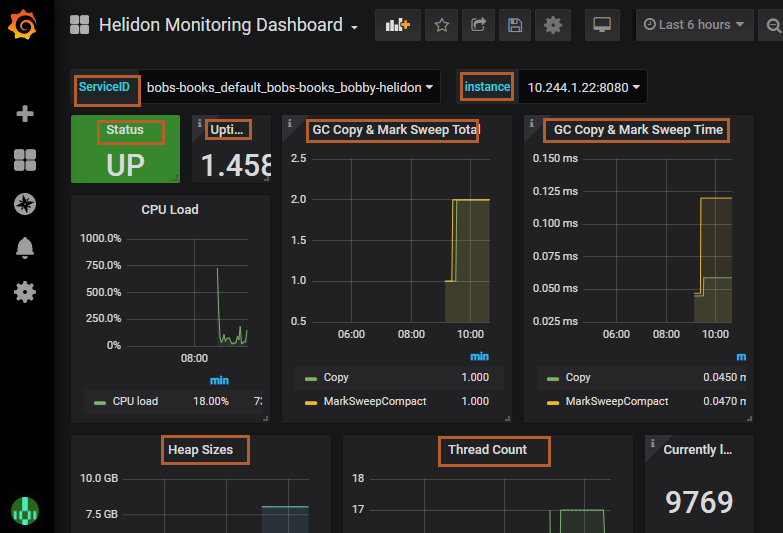 Helidon Monitoring Dashboard
Last 6 hours
ServiceID bobs-books_default_bobs-books_bobby-helidon
instance 10.244.1.22:8080
Status
UP
Upti...
1.458
GC Copy & Mark Sweep Total
2.5
2.0
1.5
1.0
0.5
06:00 08:00 10:00
min
Copy 1.000
MarkSweepCompact 1.000
GC Copy & Mark Sweep Time
0.150 ms
0.125 ms
0.100 ms
0.075 ms
0.050 ms
0.025 ms
06:00 08:00 10:00
m
Copy 0.0450 m
MarkSweepCompact 0.0470 m
CPU Load
1000.0%
750.0%
500.0%
250.0%
0%
08:00
min
CPU load 18.00%
Heap Sizes
10.0 GB
7.5 GB
Thread Count
18
17
Currently l...
9769